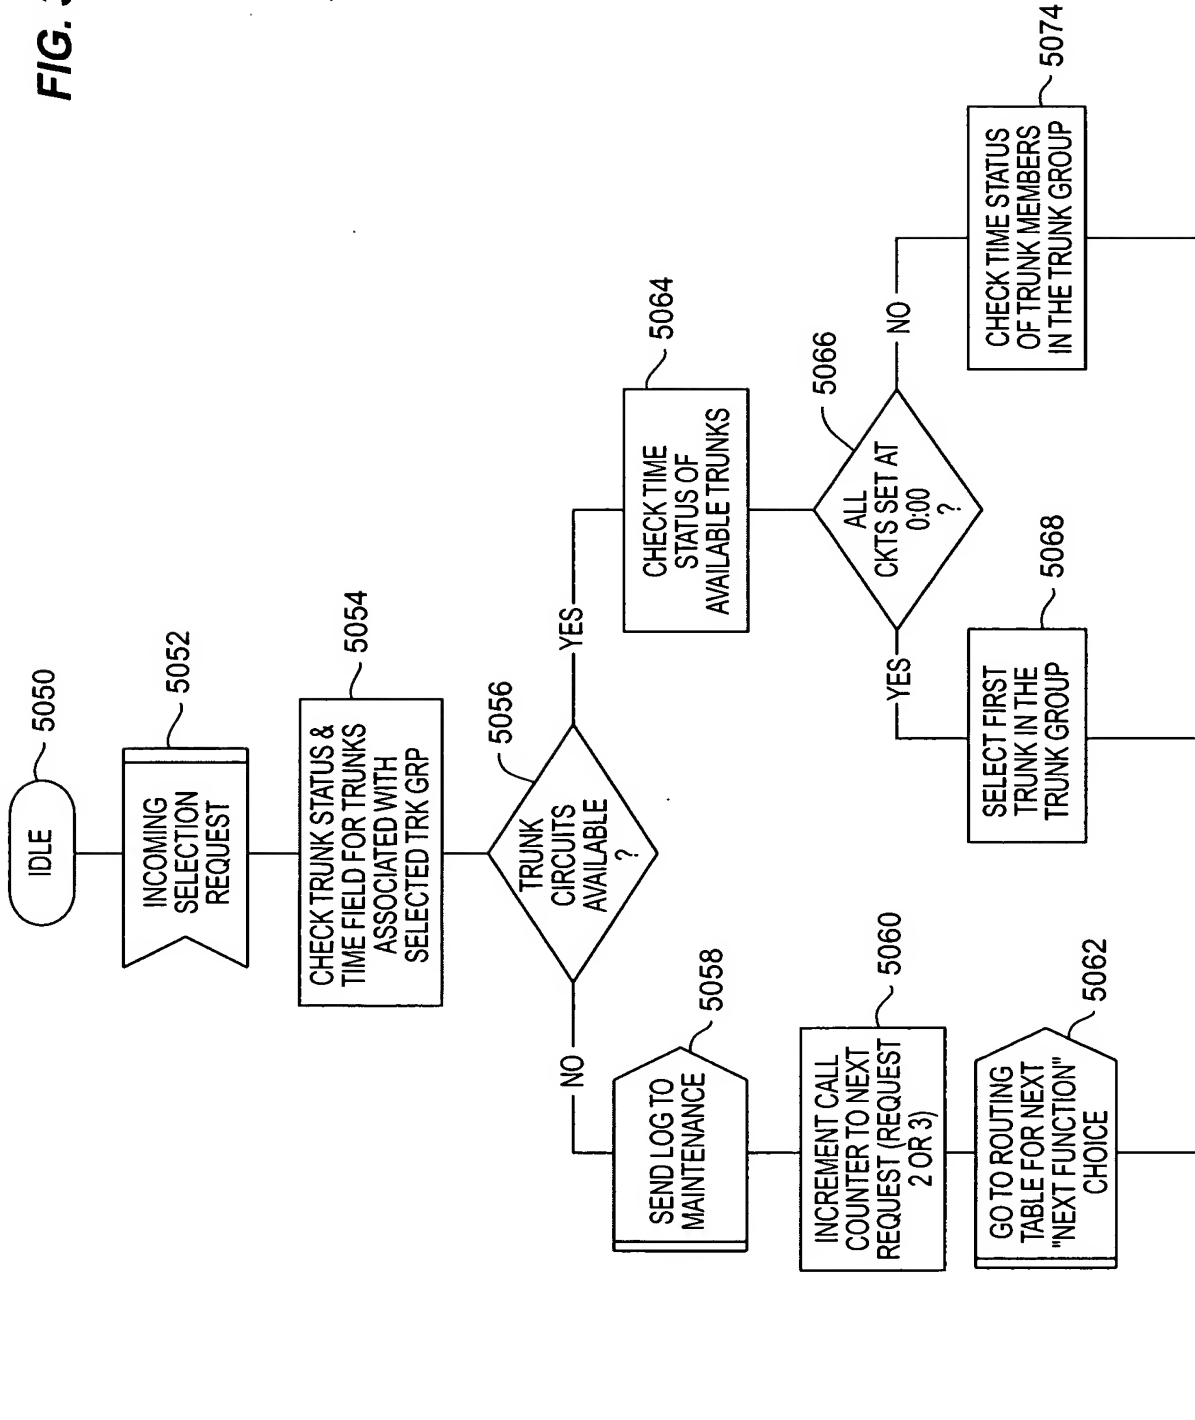 FIG.
IDLE
5050
INCOMING
SELECTION
REQUEST
5052
CHECK TRUNK STATUS &
TIME FIELD FOR TRUNKS
ASSOCIATED WITH
SELECTED TRK GRP
5054
TRUNK
CIRCUITS
AVAILABLE
?
5056
NO
YES
SEND LOG TO
MAINTENANCE
5058
INCREMENT CALL
COUNTER TO NEXT
REQUEST (REQUEST
2 OR 3)
5060
GO TO ROUTING
TABLE FOR NEXT
"NEXT FUNCTION"
CHOICE
5062
CHECK TIME
STATUS OF
AVAILABLE TRUNKS
5064
ALL
CKTS SET AT
0:00
?
5066
YES
NO
SELECT FIRST
TRUNK IN THE
TRUNK GROUP
5068
CHECK TIME STATUS
OF TRUNK MEMBERS
IN THE TRUNK GROUP
5074